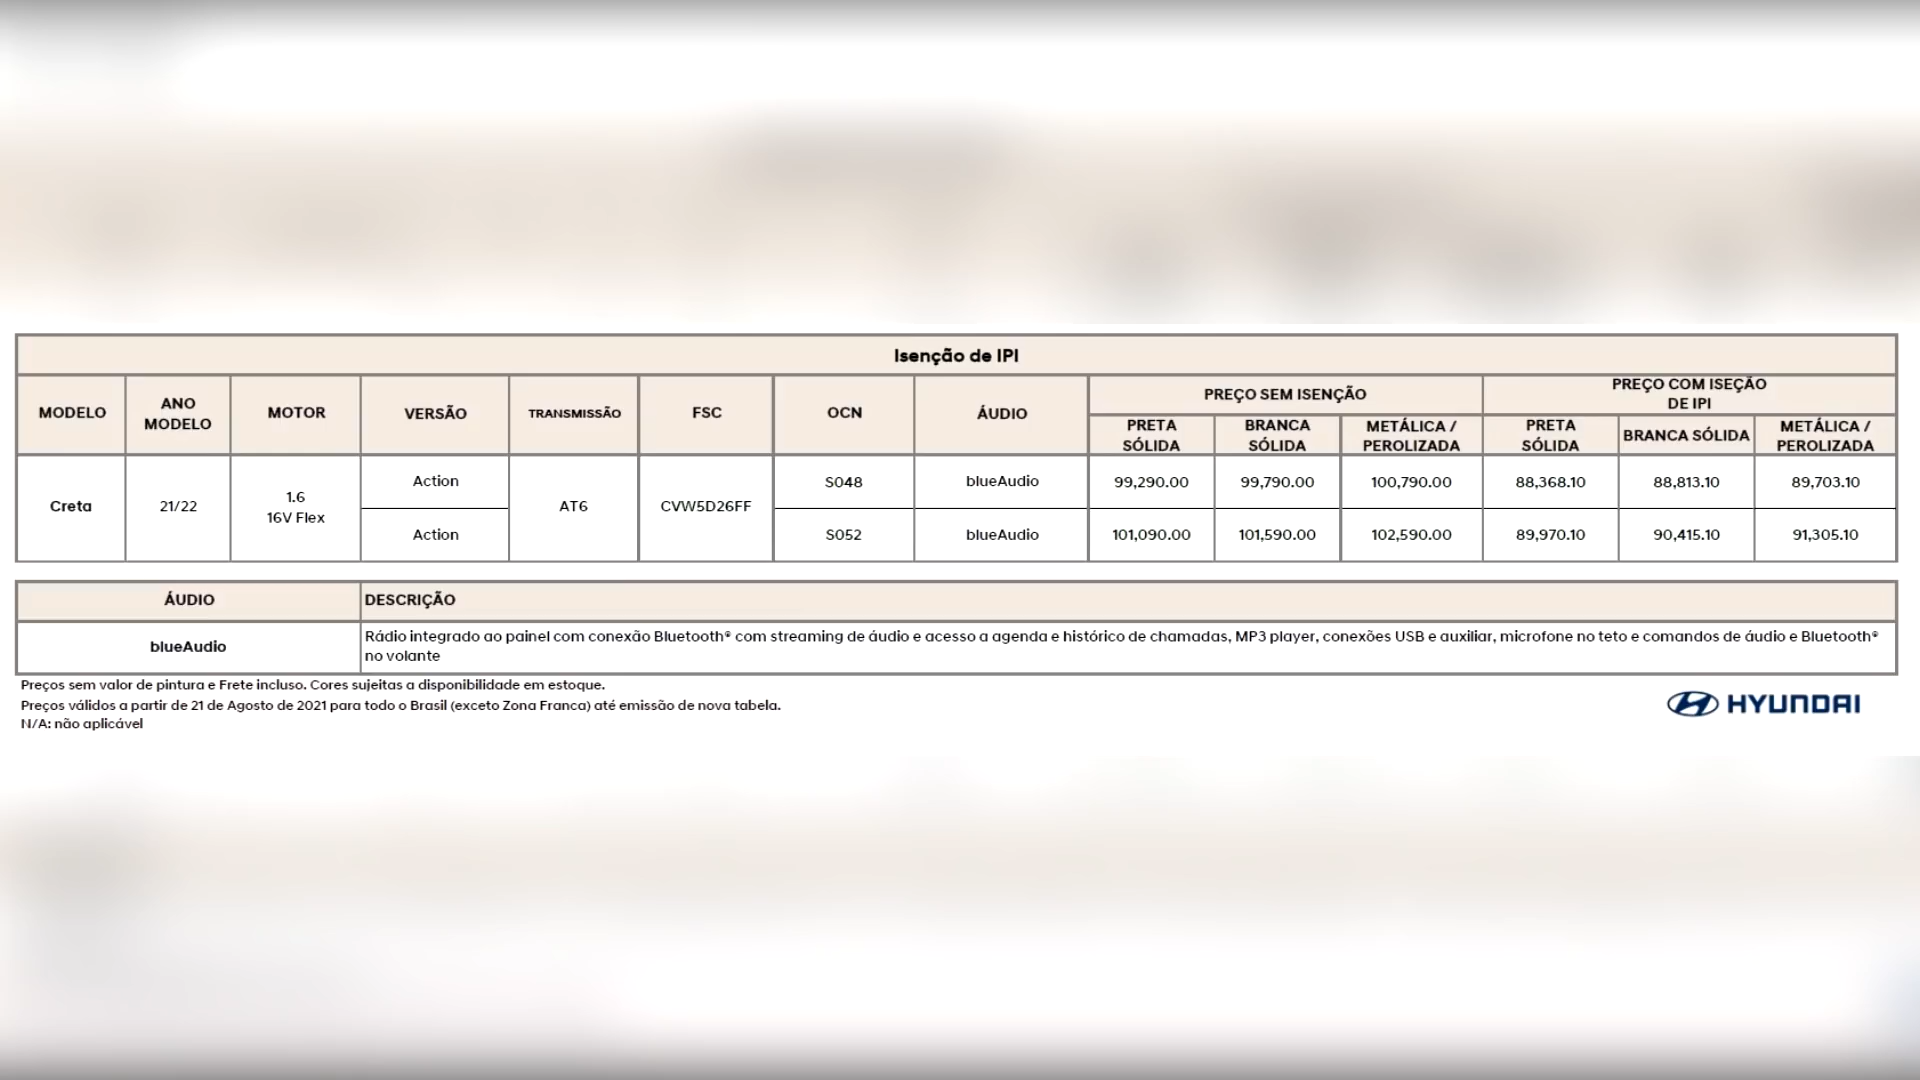 Isenção de IPI
MODELO ANO MODELO MOTOR VERSÃO TRANSMISSÃO FSC OCN ÁUDIO PREÇO SEM ISENÇÃO PREÇO COM ISEÇÃO DE IPI
PRETA SÓLIDA BRANCA SÓLIDA METÁLICA / PEROLIZADA PRETA SÓLIDA BRANCA SÓLIDA METÁLICA / PEROLIZADA
Creta 21/22 1.6 16V Flex Action AT6 CVW5D26FF S048 blueAudio 99,290.00 99,790.00 100,790.00 88,368.10 88,813.10 89,703.10
Action S052 blueAudio 101,090.00 101,590.00 102,590.00 89,970.10 90,415.10 91,305.10
ÁUDIO DESCRIÇÃO
blueAudio Rádio integrado ao painel com conexão Bluetooth® com streaming de áudio e acesso a agenda e histórico de chamadas, MP3 player, conexões USB e auxiliar, microfone no teto e comandos de áudio e Bluetooth®
no volante
Preços sem valor de pintura e Frete incluso. Cores sujeitas a disponibilidade em estoque.
Preços válidos a partir de 21 de Agosto de 2021 para todo o Brasil (exceto Zona Franca) até emissão de nova tabela.
N/A: não aplicável
HYUNDAI